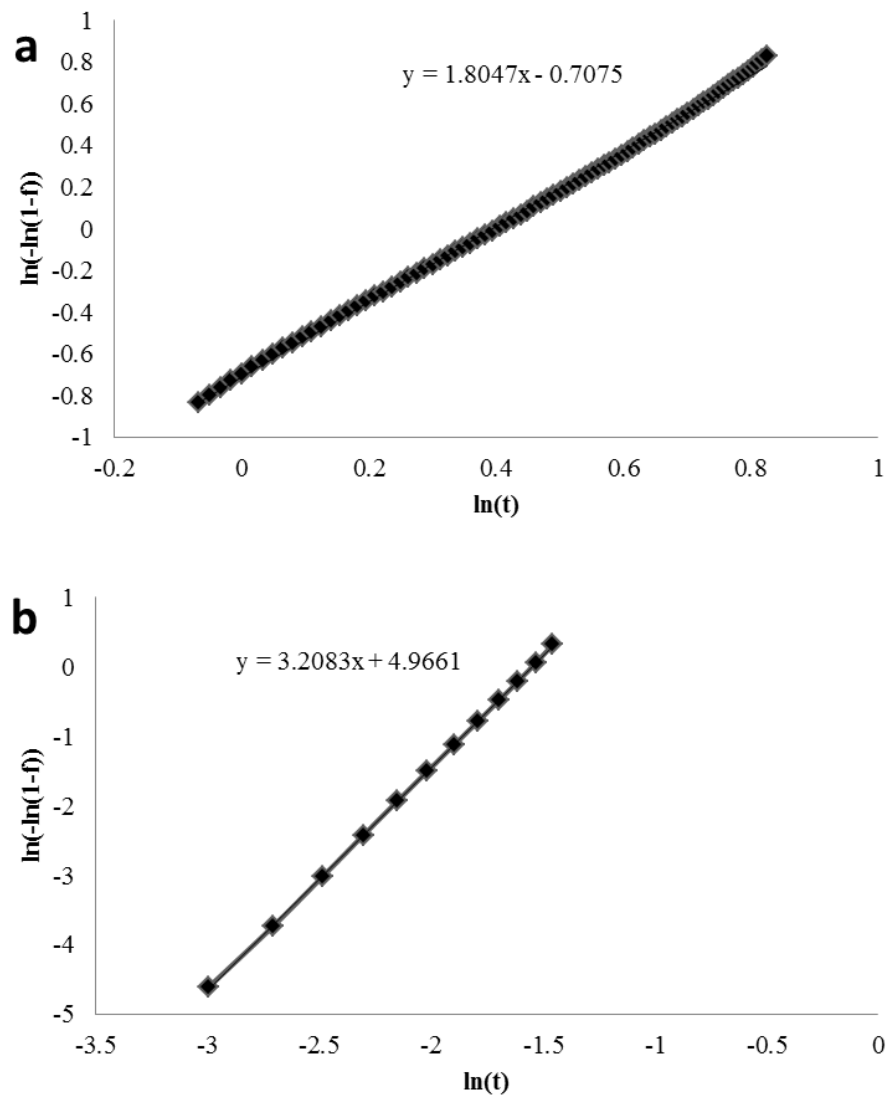 a
y = 1.8047x - 0.7075
ln(-ln(1-f))
1
0.8
0.6
0.4
0.2
0
-0.2
-0.4
-0.6
-0.8
-1
-0.2 0 0.2 0.4 0.6 0.8 1
ln(t)
b
y = 3.2083x + 4.9661
ln(-ln(1-f))
1
0
-1
-2
-3
-4
-5
-3.5 -3 -2.5 -2 -1.5 -1 -0.5 0
ln(t)